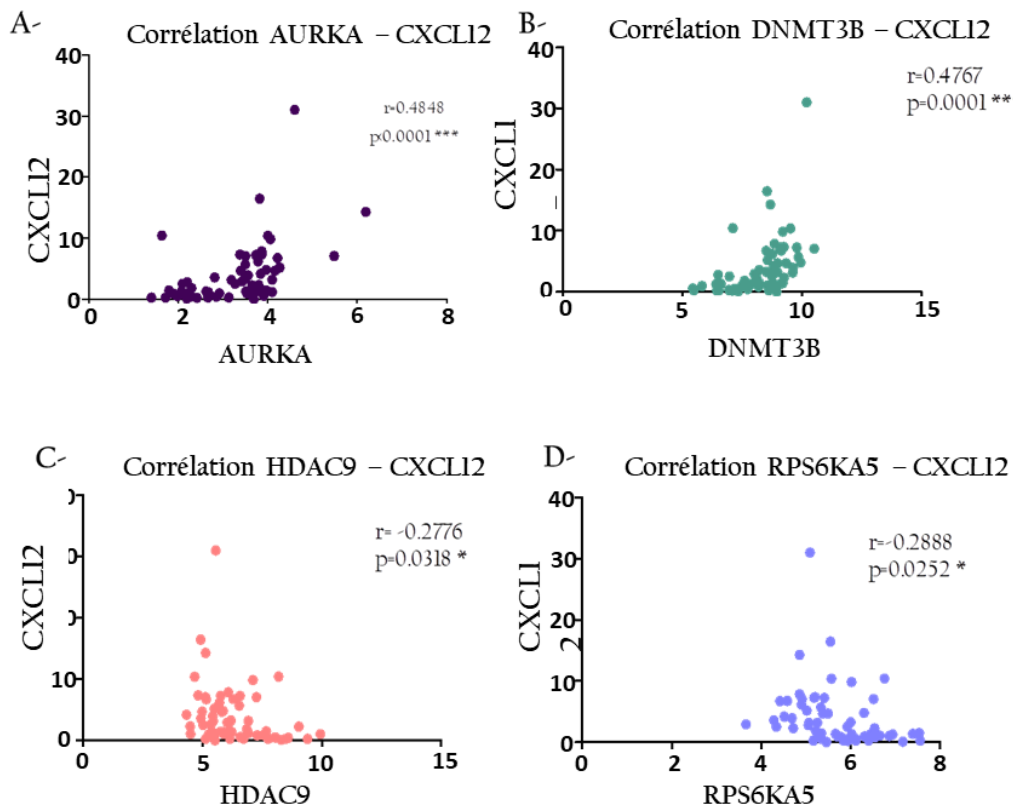 A-
Corrélation AURKA – CXCL12
r=0.4848
p<0.0001 ***
CXCL12
40
30
20
10
0
0 2 4 6 8
AURKA
B-
Corrélation DNMT3B – CXCL12
r=0.4767
p=0.0001 **
CXCL1
40
30
20
10
0
0 5 10 15
DNMT3B
C-
Corrélation HDAC9 – CXCL12
r= -0.2776
p=0.0318 *
CXCL12
0
0
10
0
0 5 10 15
HDAC9
D-
Corrélation RPS6KA5 – CXCL12
r=-0.2888
p=0.0252 *
CXCL1
2
40
30
20
10
0
0 2 4 6 8
RPS6KA5